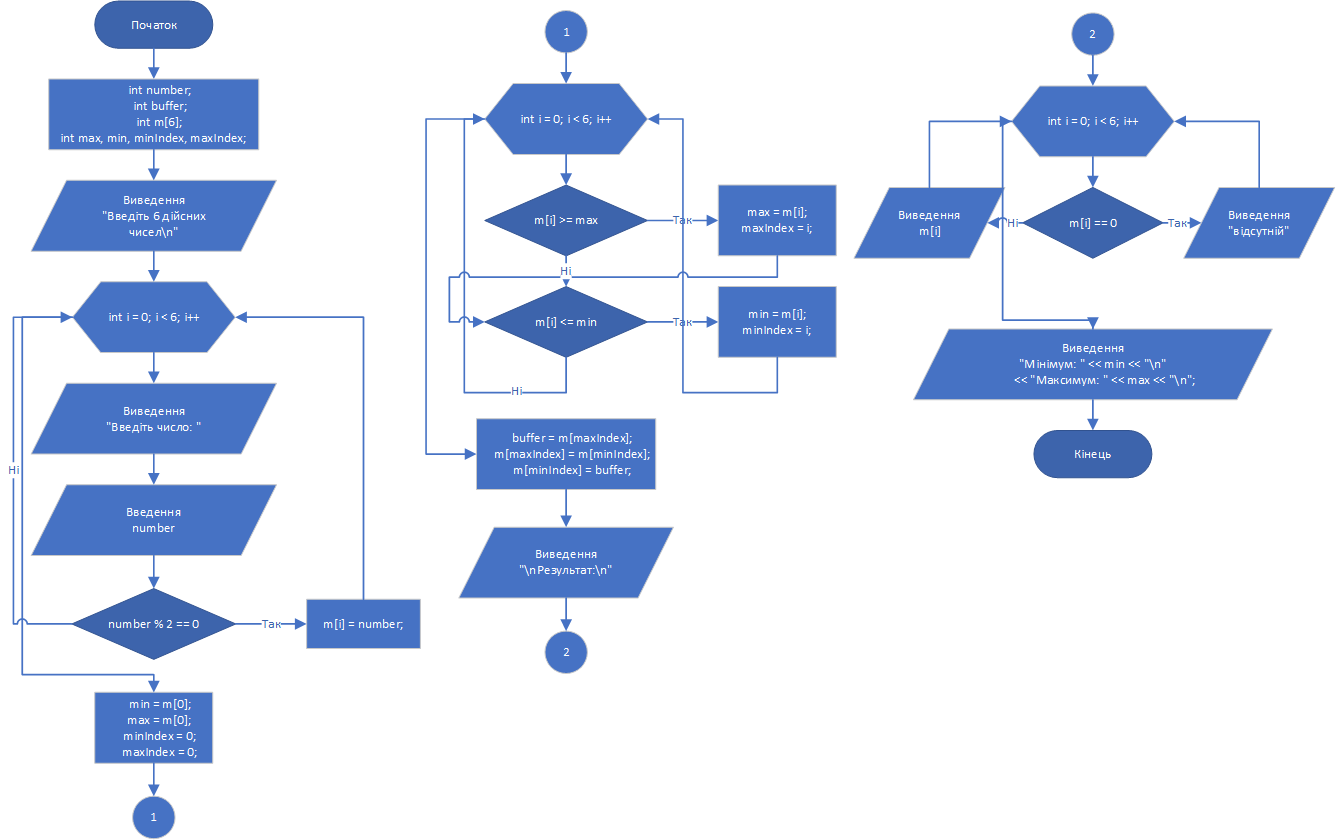 Початок
int number;
int buffer;
int m[6];
int max, min, minIndex, maxIndex;
Виведення
"Введіть 6 дійсних
чисел\n"
int i = 0; i < 6; i++
Виведення
"Введіть число: "
Ні
Введення
number
number % 2 == 0
Так
m[i] = number;
min = m[0];
max = m[0];
minIndex = 0;
maxIndex = 0;
1
1
int i = 0; i < 6; i++
m[i] >= max
Так
max = m[i];
maxIndex = i;
Ні
m[i] <= min
Так
min = m[i];
minIndex = i;
Ні
buffer = m[maxIndex];
m[maxIndex] = m[minIndex];
m[minIndex] = buffer;
Виведення
"\nРезультат:\n"
2
2
int i = 0; i < 6; i++
Виведення
m[i]
Ні
m[i] == 0
Так
Виведення
"відсутній"
Виведення
"Мінімум: " << min << "\n"
<< "Максимум: " << max << "\n";
Кінець